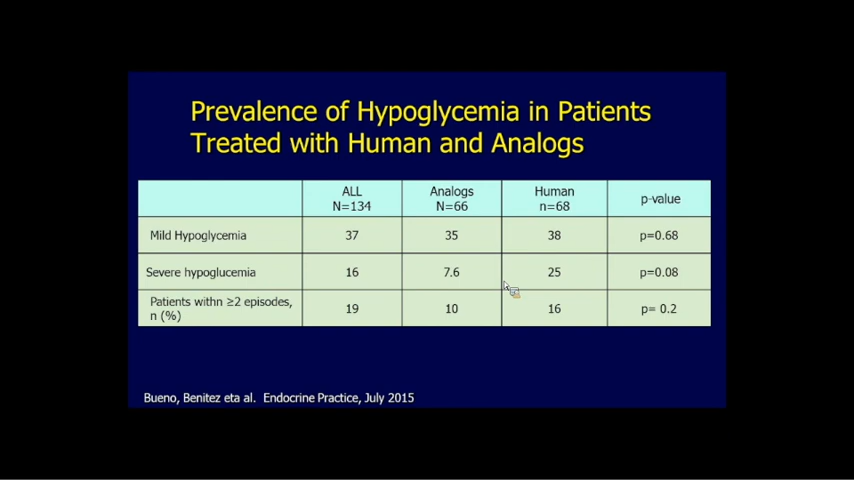 Prevalence of Hypoglycemia in Patients
Treated with Human and Analogs
ALL Analogs Human p-value
N=134 N=66 n=68
Mild Hypoglycemia 37 35 38 p=0.68
Severe hypoglucemia 16 7.6 25 p=0.08
Patients withn ≥2 episodes,
n (%) 19 10 16 p= 0.2
Bueno, Benitez eta al. Endocrine Practice, July 2015